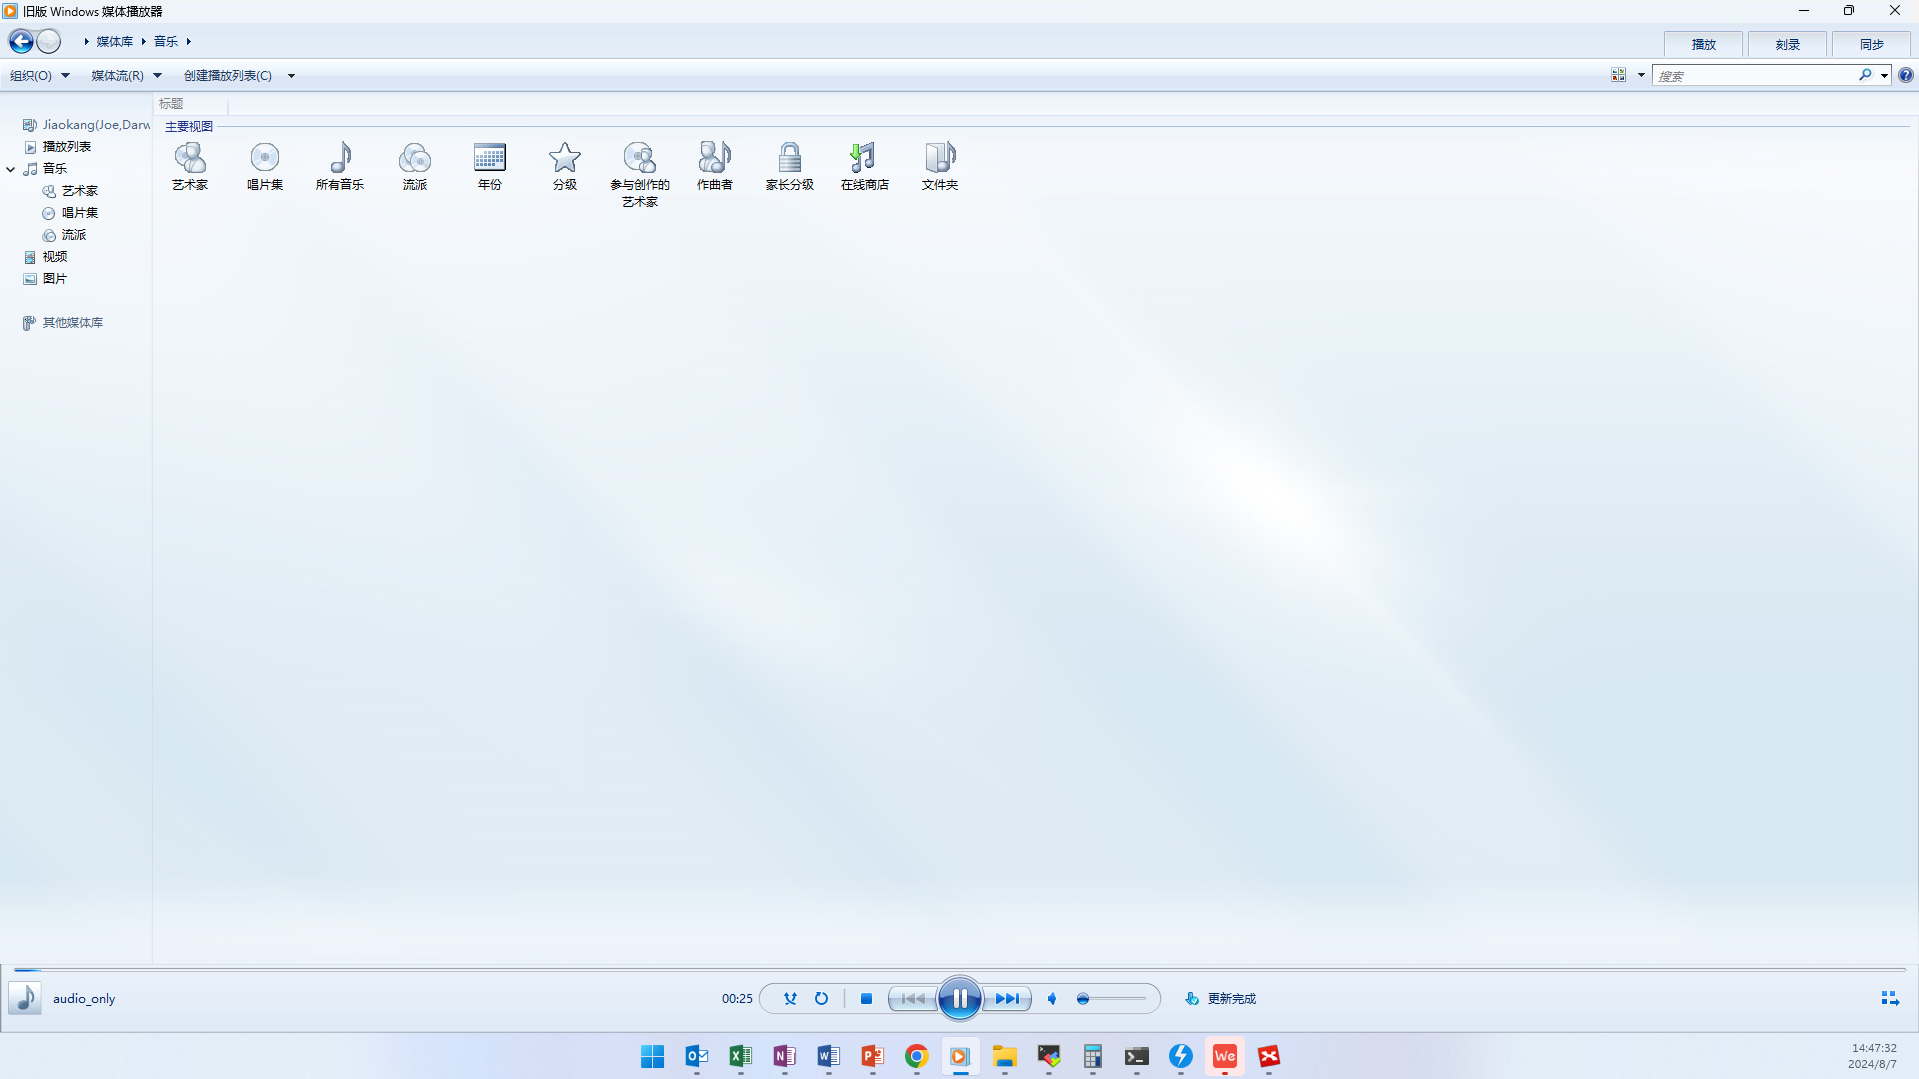 旧版 Windows 媒体播放器
媒体库 音乐
播放 刻录 同步
组织(O) 媒体流(R) 创建播放列表(C)
搜索
标题
Jiaokang(Joe,Darw
播放列表
音乐
艺术家
唱片集
流派
视频
图片
其他媒体库
主要视图
艺术家 唱片集 所有音乐 流派 年份 分级 参与创作的 作曲者 家长分级 在线商店 文件夹
艺术家
audio_only
00:25
更新完成
We
14:47:32
2024/8/7